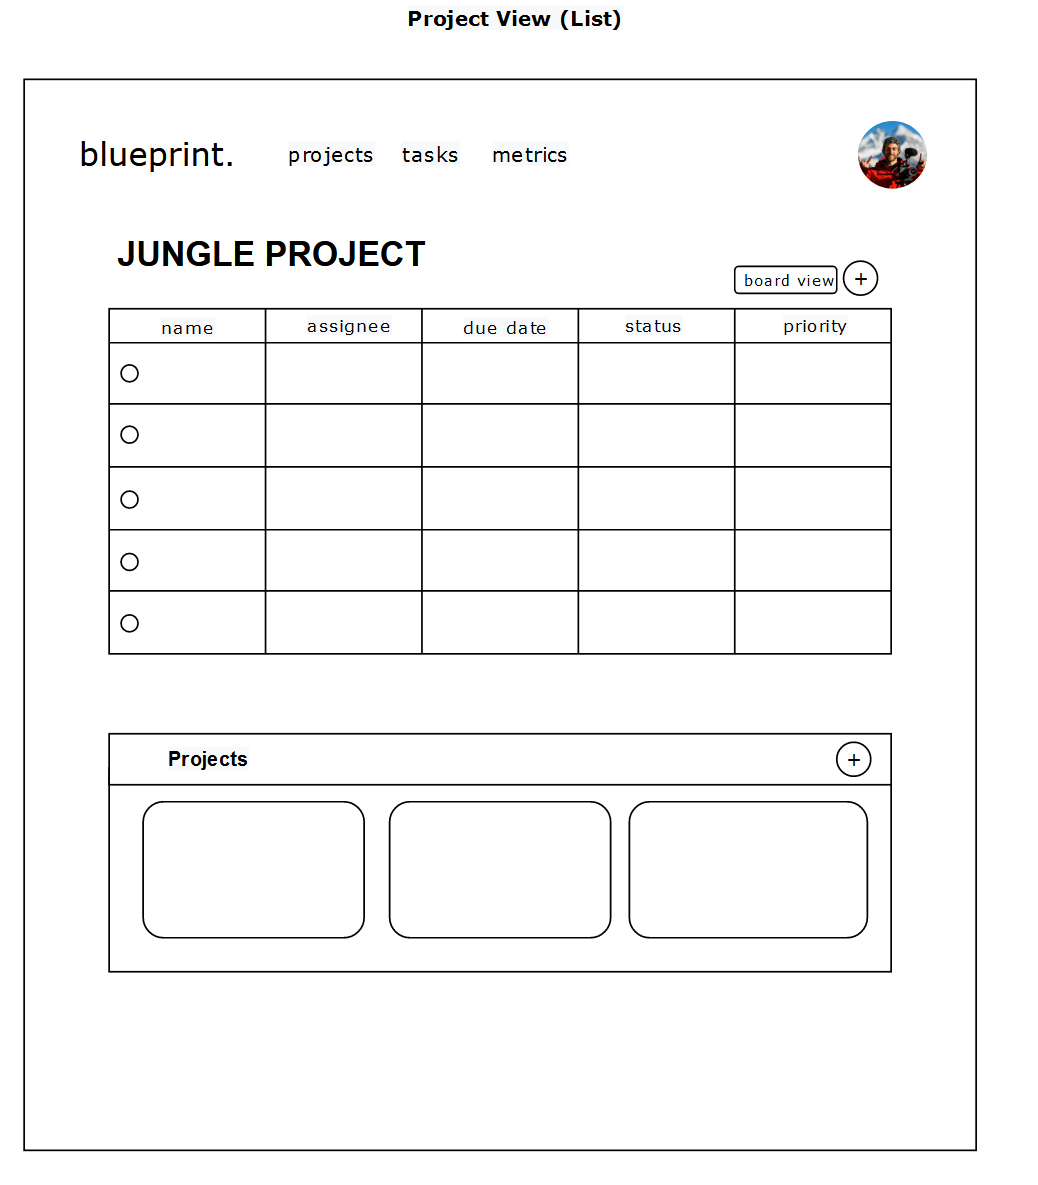 Project View (List)
blueprint. projects tasks metrics
JUNGLE PROJECT
board view +
name assignee due date status priority
Projects +